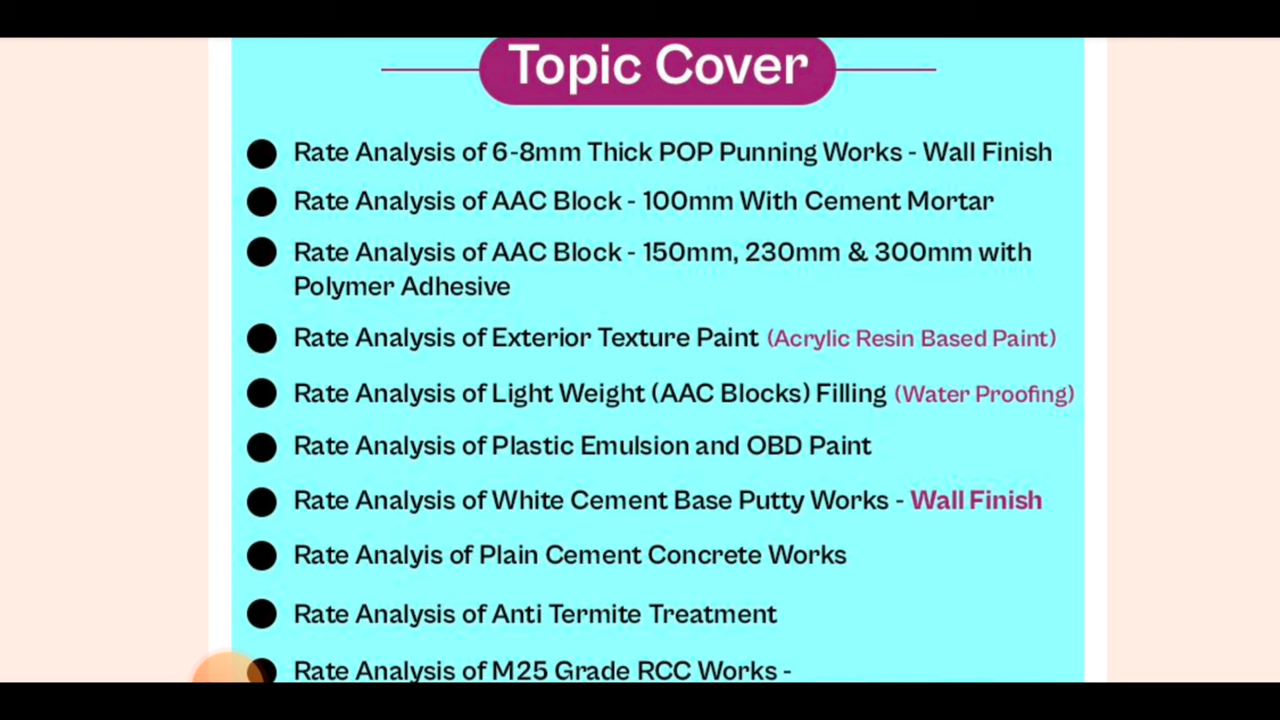 Topic Cover
Rate Analysis of 6-8mm Thick POP Punning Works - Wall Finish
Rate Analysis of AAC Block - 100mm With Cement Mortar
Rate Analysis of AAC Block - 150mm, 230mm & 300mm with
Polymer Adhesive
Rate Analysis of Exterior Texture Paint (Acrylic Resin Based Paint)
Rate Analysis of Light Weight (AAC Blocks) Filling (Water Proofing)
Rate Analysis of Plastic Emulsion and OBD Paint
Rate Analysis of White Cement Base Putty Works - Wall Finish
Rate Analyis of Plain Cement Concrete Works
Rate Analysis of Anti Termite Treatment
Rate Analysis of M25 Grade RCC Works -